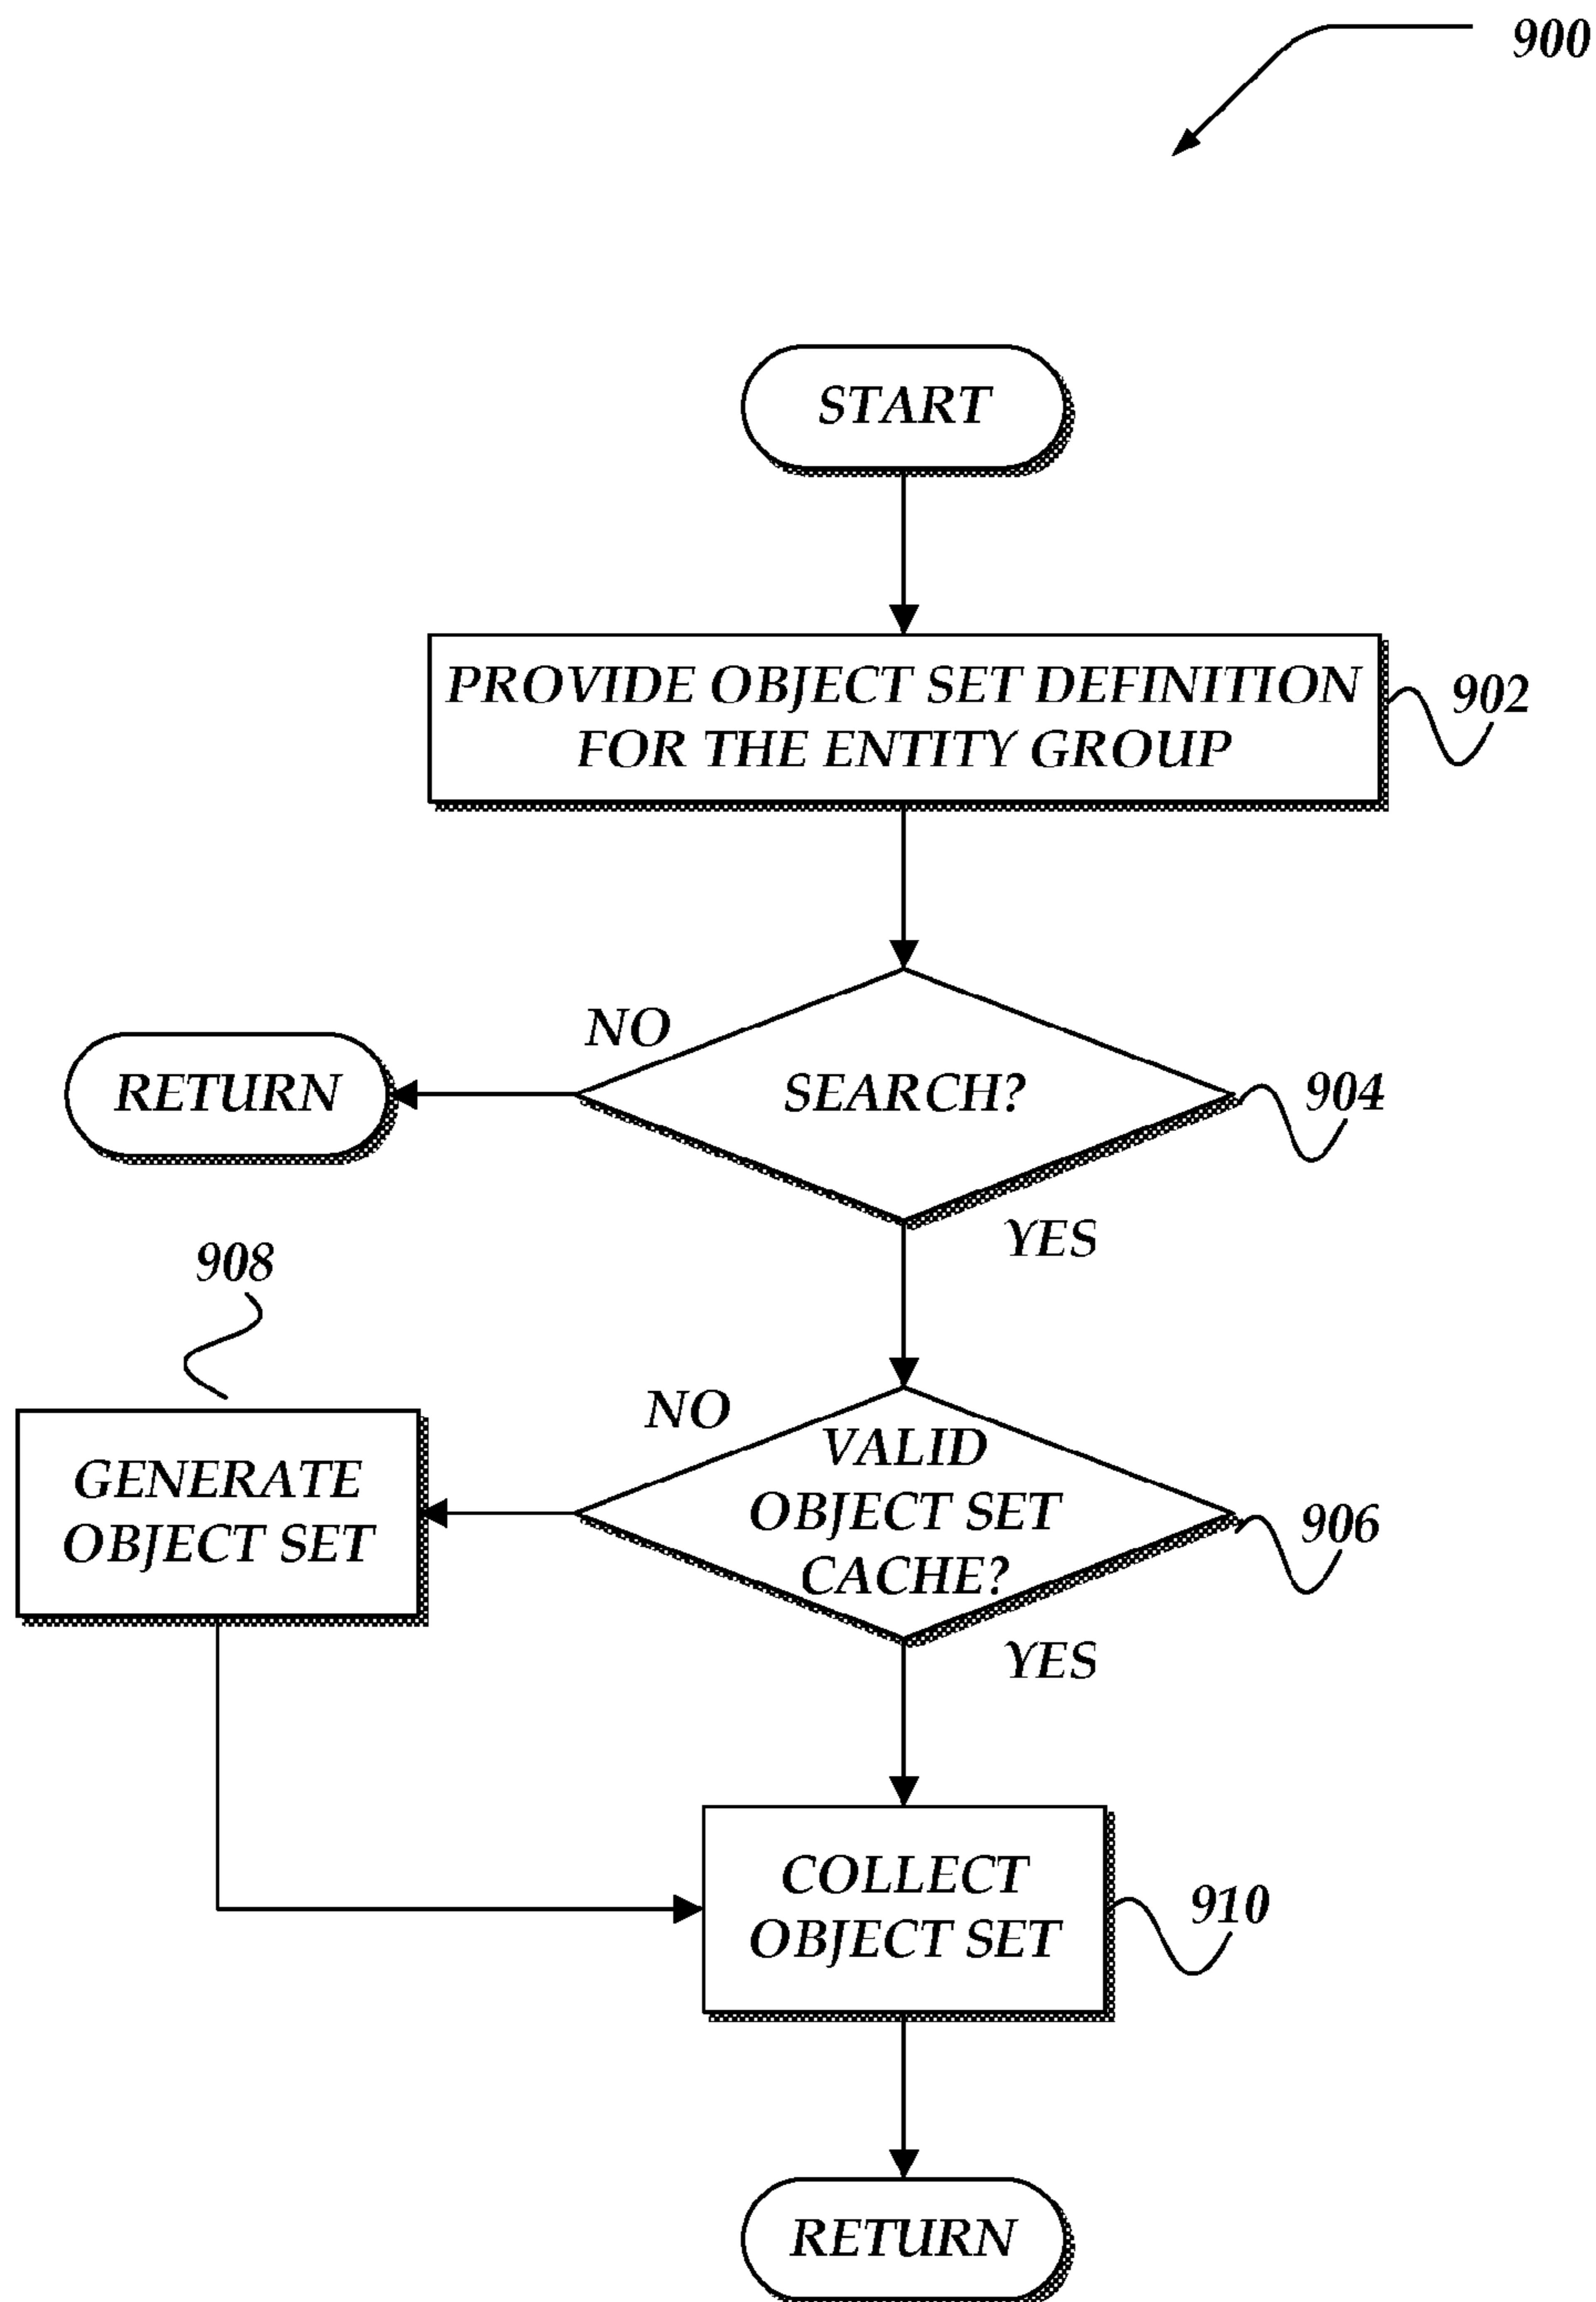 900
START
PROVIDE OBJECT SET DEFINITION
FOR THE ENTITY GROUP
902
NO
RETURN
SEARCH?
904
YES
908
NO
GENERATE
OBJECT SET
VALID
OBJECT SET
CACHE?
906
YES
COLLECT
OBJECT SET
910
RETURN